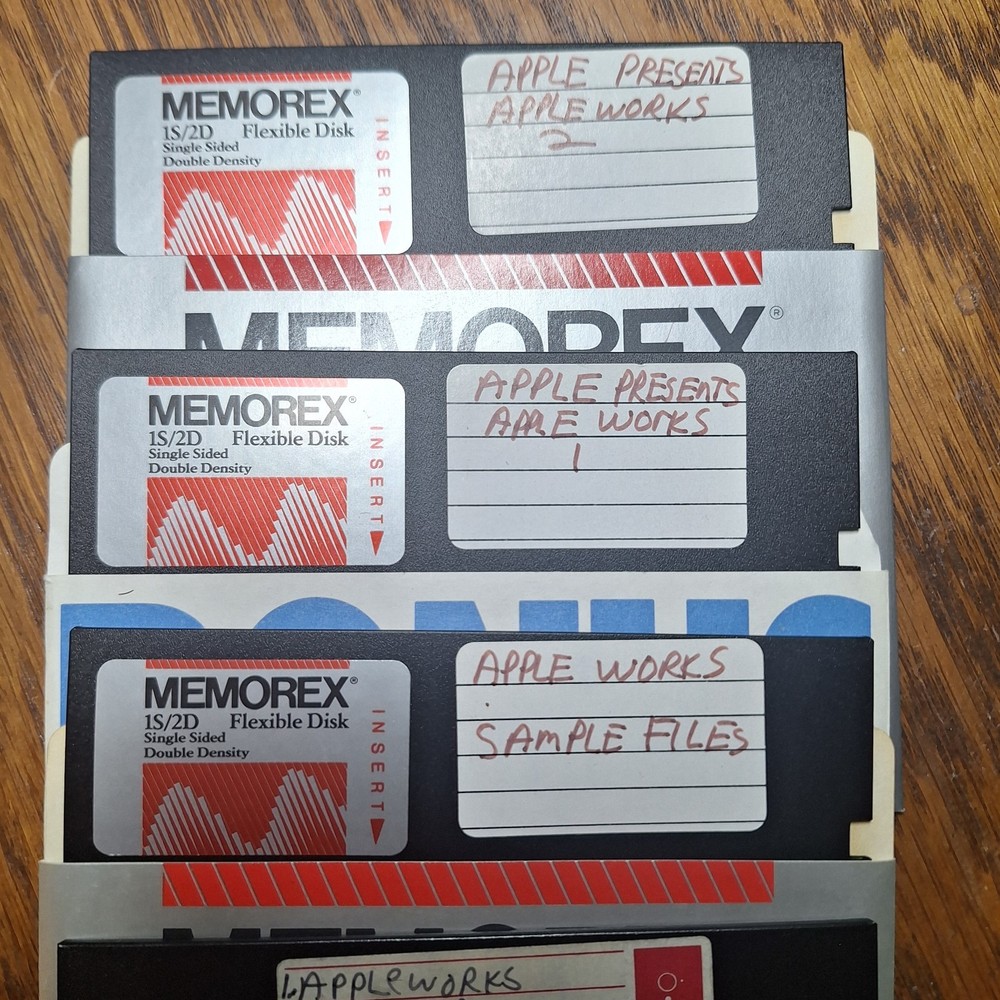 MEMOREX®
1S/2D Flexible Disk
Single Sided
Double Density
INSERT
APPLE PRESENTS
APPLEWORKS
2
MEMOREX®
MEMOREX®
1S/2D Flexible Disk
Single Sided
Double Density
INSERT
APPLE PRESENTS
APPLE WORKS
1
MEMOREX®
1S/2D Flexible Disk
Single Sided
Double Density
INSERT
APPLE WORKS
SAMPLE FILES
1. APPLEWORKS